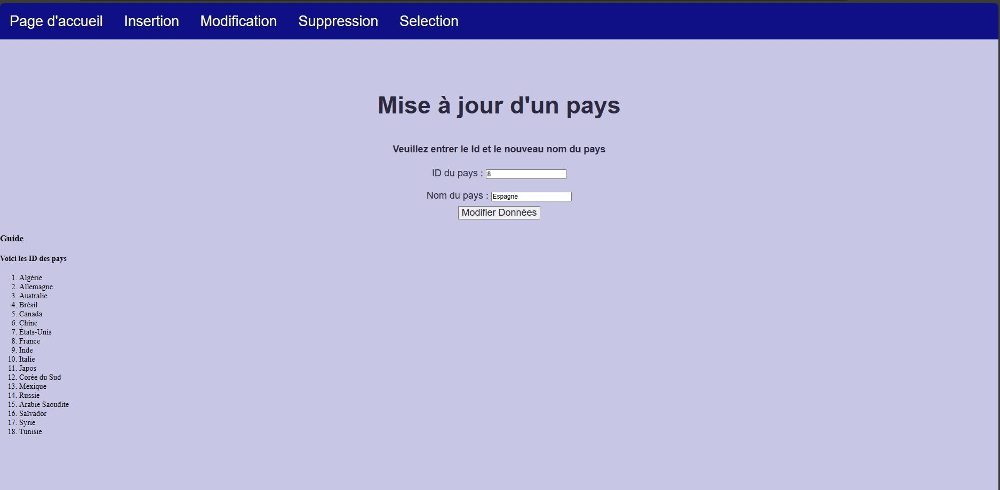 Page d'accueil Insertion Modification Suppression Selection
Mise à jour d'un pays
Veuillez entrer le Id et le nouveau nom du pays
ID du pays : 8
Nom du pays : Espagne
Modifier Données
Guide
Voici les ID des pays
1. Algérie
2. Allemagne
3. Australie
4. Brésil
5. Canada
6. Chine
7. États-Unis
8. France
9. Inde
10. Italie
11. Japos
12. Corée du Sud
13. Mexique
14. Russie
15. Arabie Saoudite
16. Salvador
17. Syrie
18. Tunisie